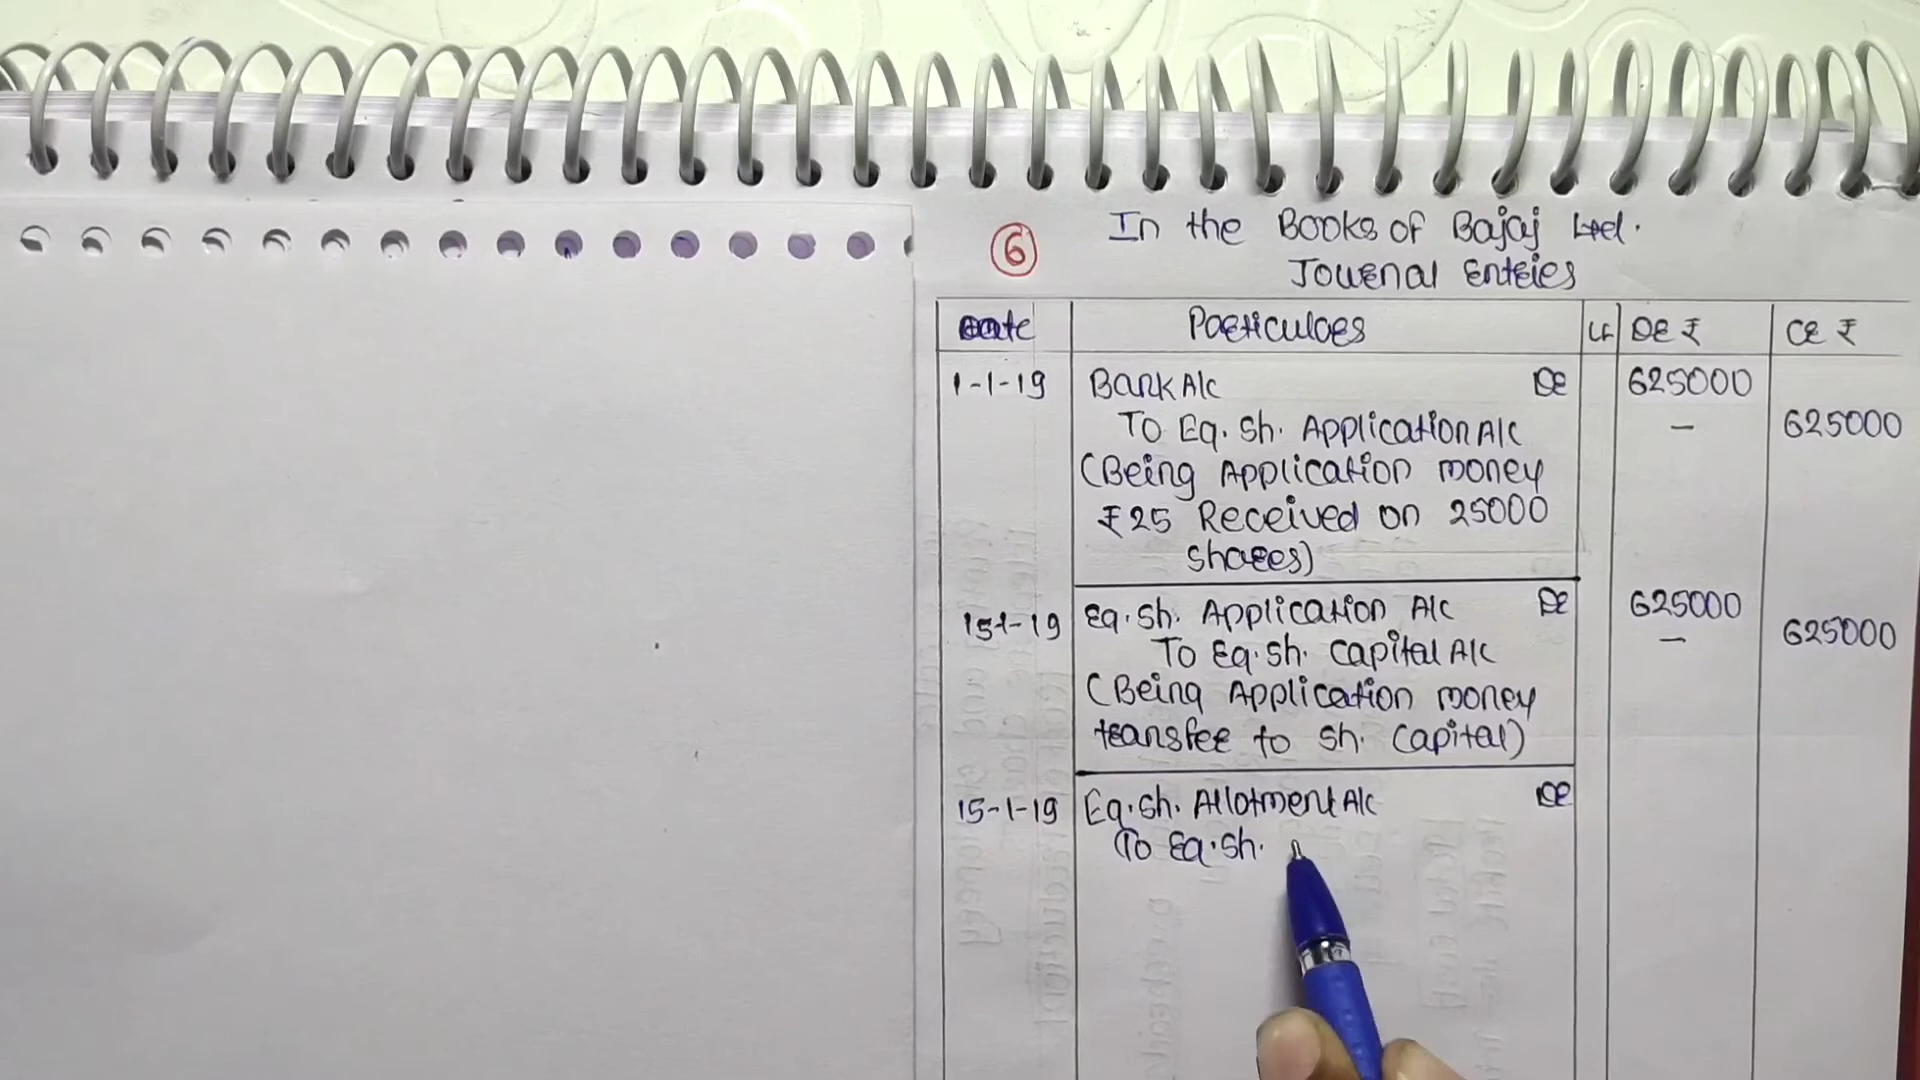 6
In the Books of Bajaj Ltd.
Journal Entries
Date Particulars LF Dr ₹ Cr ₹
1-1-19 Bank A/c Dr 625000
To Eq. Sh. Application A/c — 625000
(Being Application money
₹25 Received on 25000
shares)
15-1-19 Eq. Sh. Application A/c Dr 625000
To Eq. Sh. Capital A/c — 625000
(Being Application money
transfer to Sh. Capital)
15-1-19 Eq. Sh. Allotment A/c Dr
To Eq. Sh.